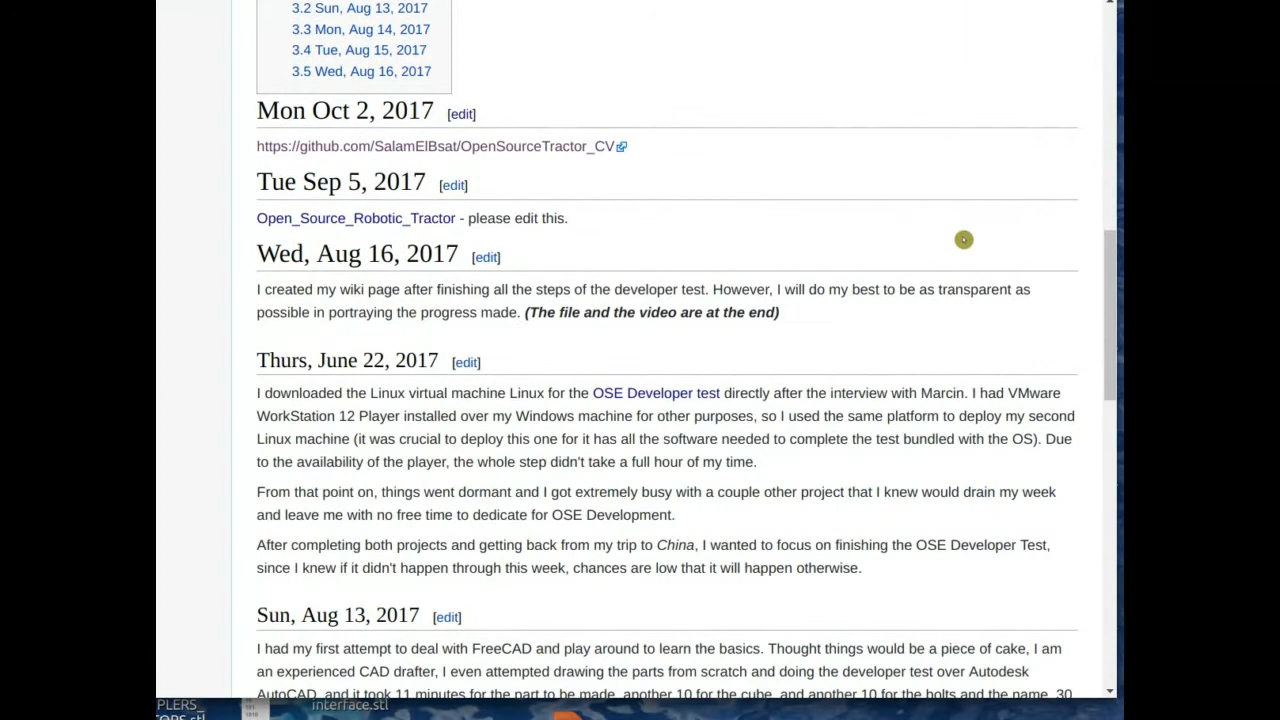 3.2 Sun, Aug 13, 2017
3.3 Mon, Aug 14, 2017
3.4 Tue, Aug 15, 2017
3.5 Wed, Aug 16, 2017
Mon Oct 2, 2017 [edit]
https://github.com/SalamElBsat/OpenSourceTractor_CV
Tue Sep 5, 2017 [edit]
Open_Source_Robotic_Tractor - please edit this.
Wed, Aug 16, 2017 [edit]
I created my wiki page after finishing all the steps of the developer test. However, I will do my best to be as transparent as
possible in portraying the progress made. (The file and the video are at the end)
Thurs, June 22, 2017 [edit]
I downloaded the Linux virtual machine Linux for the OSE Developer test directly after the interview with Marcin. I had VMware
WorkStation 12 Player installed over my Windows machine for other purposes, so I used the same platform to deploy my second
Linux machine (it was crucial to deploy this one for it has all the software needed to complete the test bundled with the OS). Due
to the availability of the player, the whole step didn't take a full hour of my time.
From that point on, things went dormant and I got extremely busy with a couple other project that I knew would drain my week
and leave me with no free time to dedicate for OSE Development.
After completing both projects and getting back from my trip to China, I wanted to focus on finishing the OSE Developer Test,
since I knew if it didn't happen through this week, chances are low that it will happen otherwise.
Sun, Aug 13, 2017 [edit]
I had my first attempt to deal with FreeCAD and play around to learn the basics. Thought things would be a piece of cake, I am
an experienced CAD drafter, I even attempted drawing the parts from scratch and doing the developer test over Autodesk
AutoCAD, and it took 11 minutes for the part to be made, another 10 for the cube, and another 10 for the bolts and the name. 30
PLERS_
interface.stl